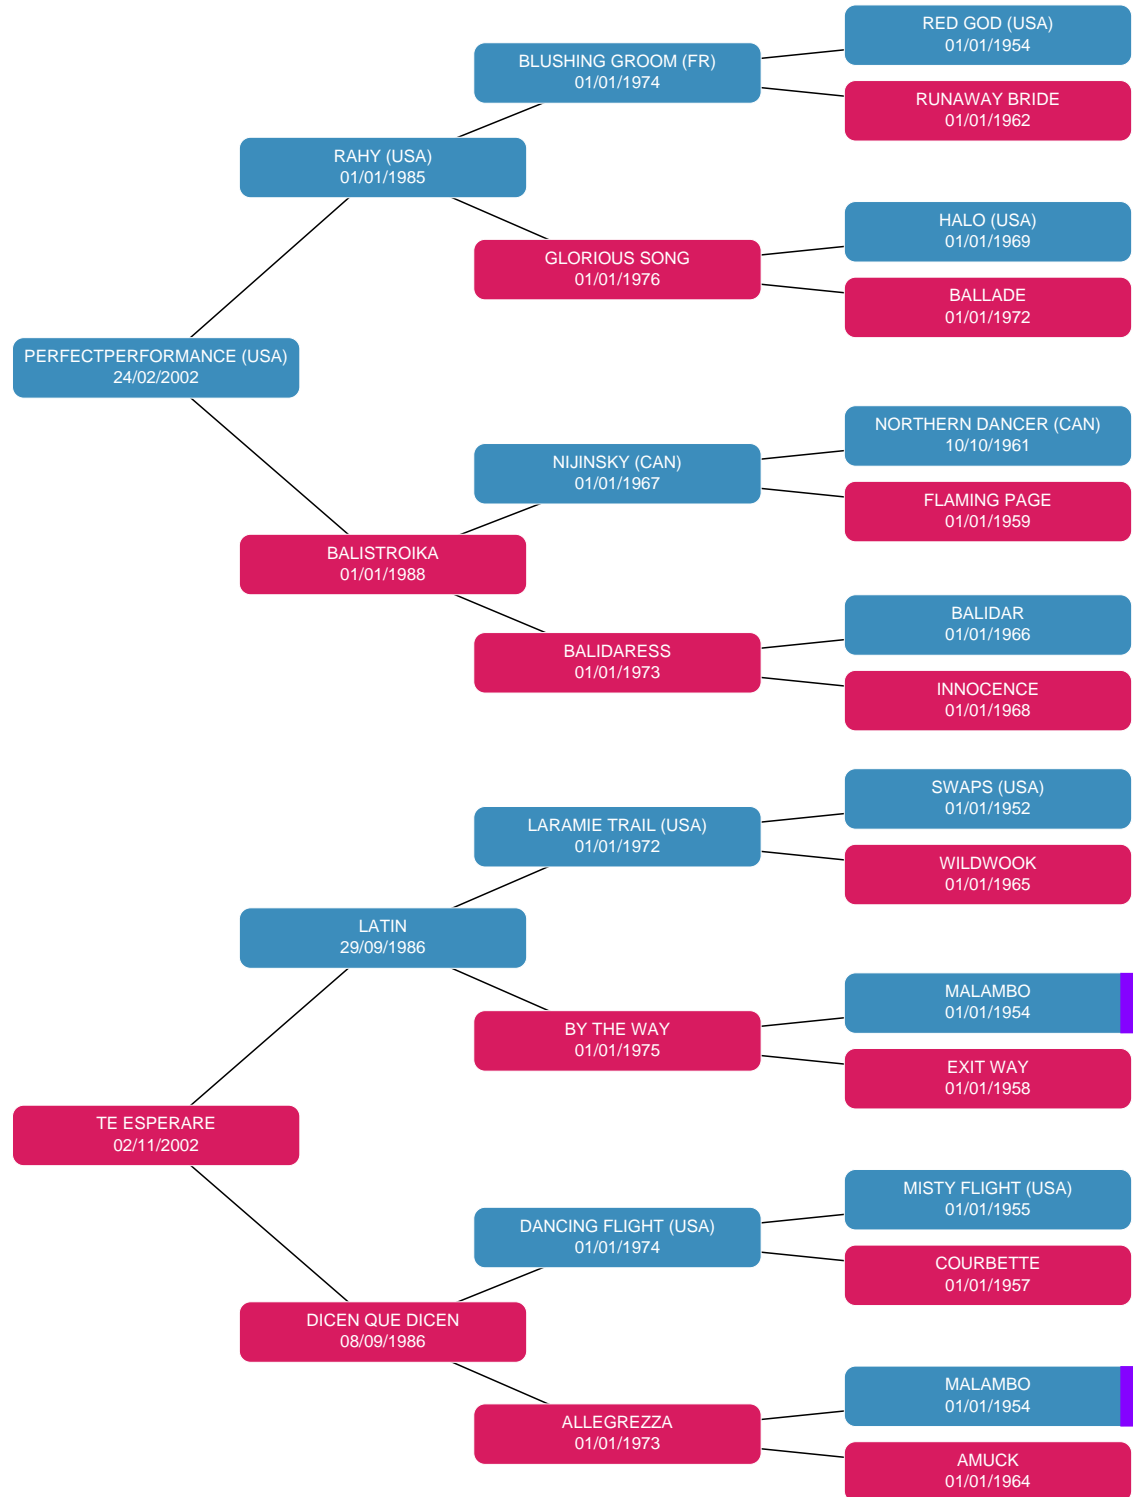 RED GOD (USA)
01/01/1954
BLUSHING GROOM (FR)
01/01/1974
RUNAWAY BRIDE
01/01/1962
RAHY (USA)
01/01/1985
HALO (USA)
01/01/1969
GLORIOUS SONG
01/01/1976
BALLADE
01/01/1972
PERFECTPERFORMANCE (USA)
24/02/2002
NORTHERN DANCER (CAN)
10/10/1961
NIJINSKY (CAN)
01/01/1967
FLAMING PAGE
01/01/1959
BALISTROIKA
01/01/1988
BALIDAR
01/01/1966
BALIDARESS
01/01/1973
INNOCENCE
01/01/1968
SWAPS (USA)
01/01/1952
LARAMIE TRAIL (USA)
01/01/1972
WILDWOOK
01/01/1965
LATIN
29/09/1986
MALAMBO
01/01/1954
BY THE WAY
01/01/1975
EXIT WAY
01/01/1958
TE ESPERARE
02/11/2002
MISTY FLIGHT (USA)
01/01/1955
DANCING FLIGHT (USA)
01/01/1974
COURBETTE
01/01/1957
DICEN QUE DICEN
08/09/1986
MALAMBO
01/01/1954
ALLEGREZZA
01/01/1973
AMUCK
01/01/1964